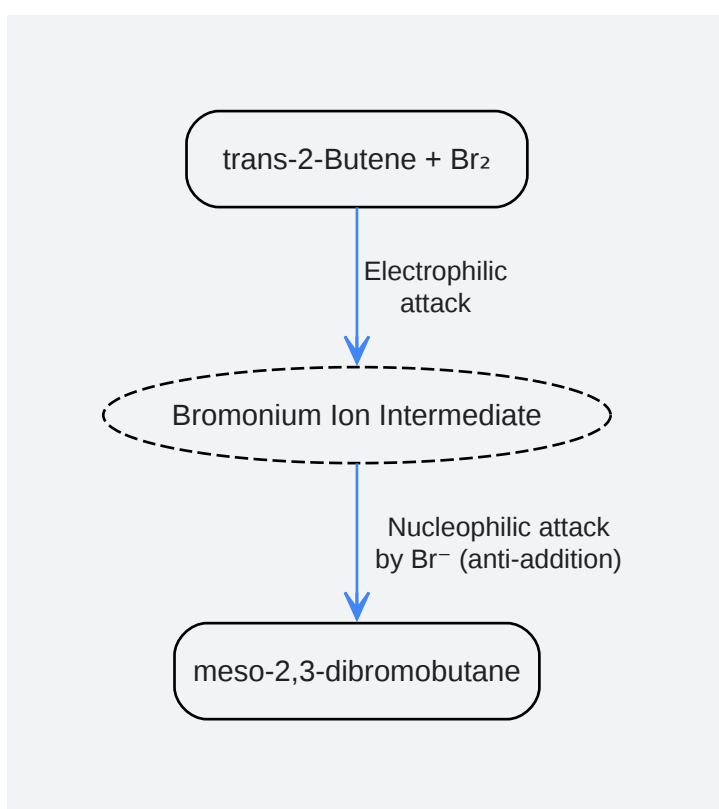 trans-2-Butene + Br₂
Electrophilic
attack
Bromonium Ion Intermediate
Nucleophilic attack
by Br⁻ (anti-addition)
meso-2,3-dibromobutane